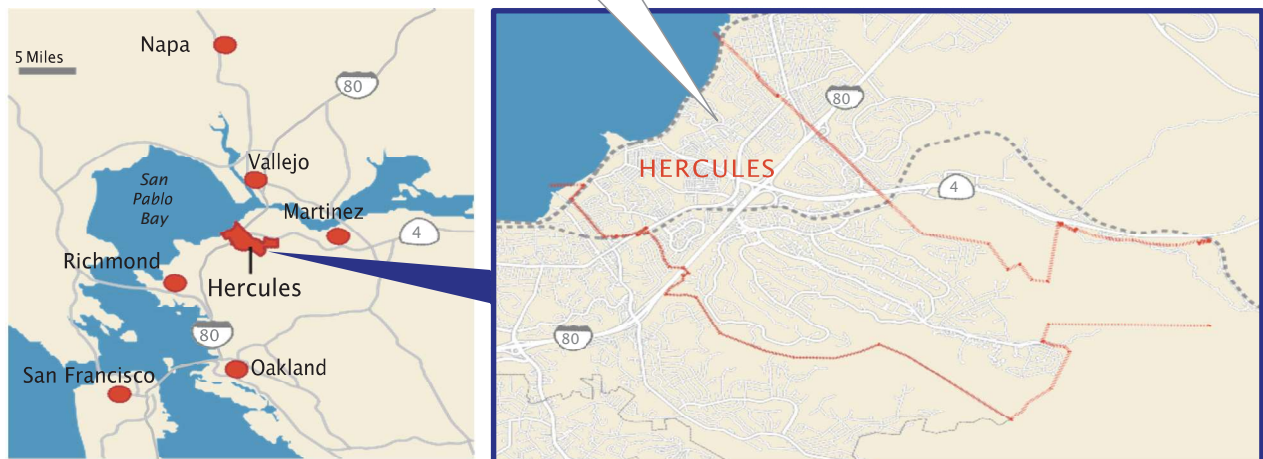 Napa
5 Miles
80
Vallejo
San
Pablo
Bay
Martinez
4
Richmond
Hercules
80
San Francisco
Oakland
80
HERCULES
4
80